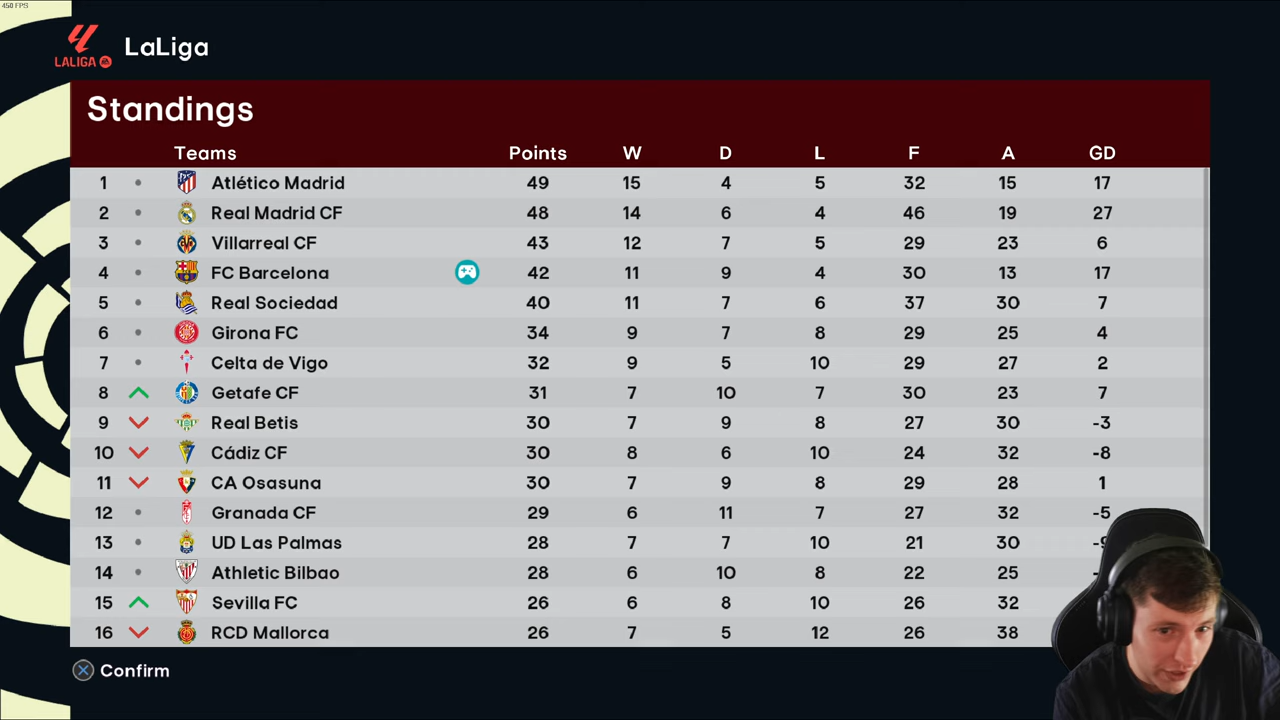 450 FPS
LALIGA EA LaLiga
Standings
Teams Points W D L F A GD
1 Atlético Madrid 49 15 4 5 32 15 17
2 Real Madrid CF 48 14 6 4 46 19 27
3 Villarreal CF 43 12 7 5 29 23 6
4 FC Barcelona 42 11 9 4 30 13 17
5 Real Sociedad 40 11 7 6 37 30 7
6 Girona FC 34 9 7 8 29 25 4
7 Celta de Vigo 32 9 5 10 29 27 2
8 Getafe CF 31 7 10 7 30 23 7
9 Real Betis 30 7 9 8 27 30 -3
10 Cádiz CF 30 8 6 10 24 32 -8
11 CA Osasuna 30 7 9 8 29 28 1
12 Granada CF 29 6 11 7 27 32 -5
13 UD Las Palmas 28 7 7 10 21 30 -9
14 Athletic Bilbao 28 6 10 8 22 25
15 Sevilla FC 26 6 8 10 26 32
16 RCD Mallorca 26 7 5 12 26 38
Confirm